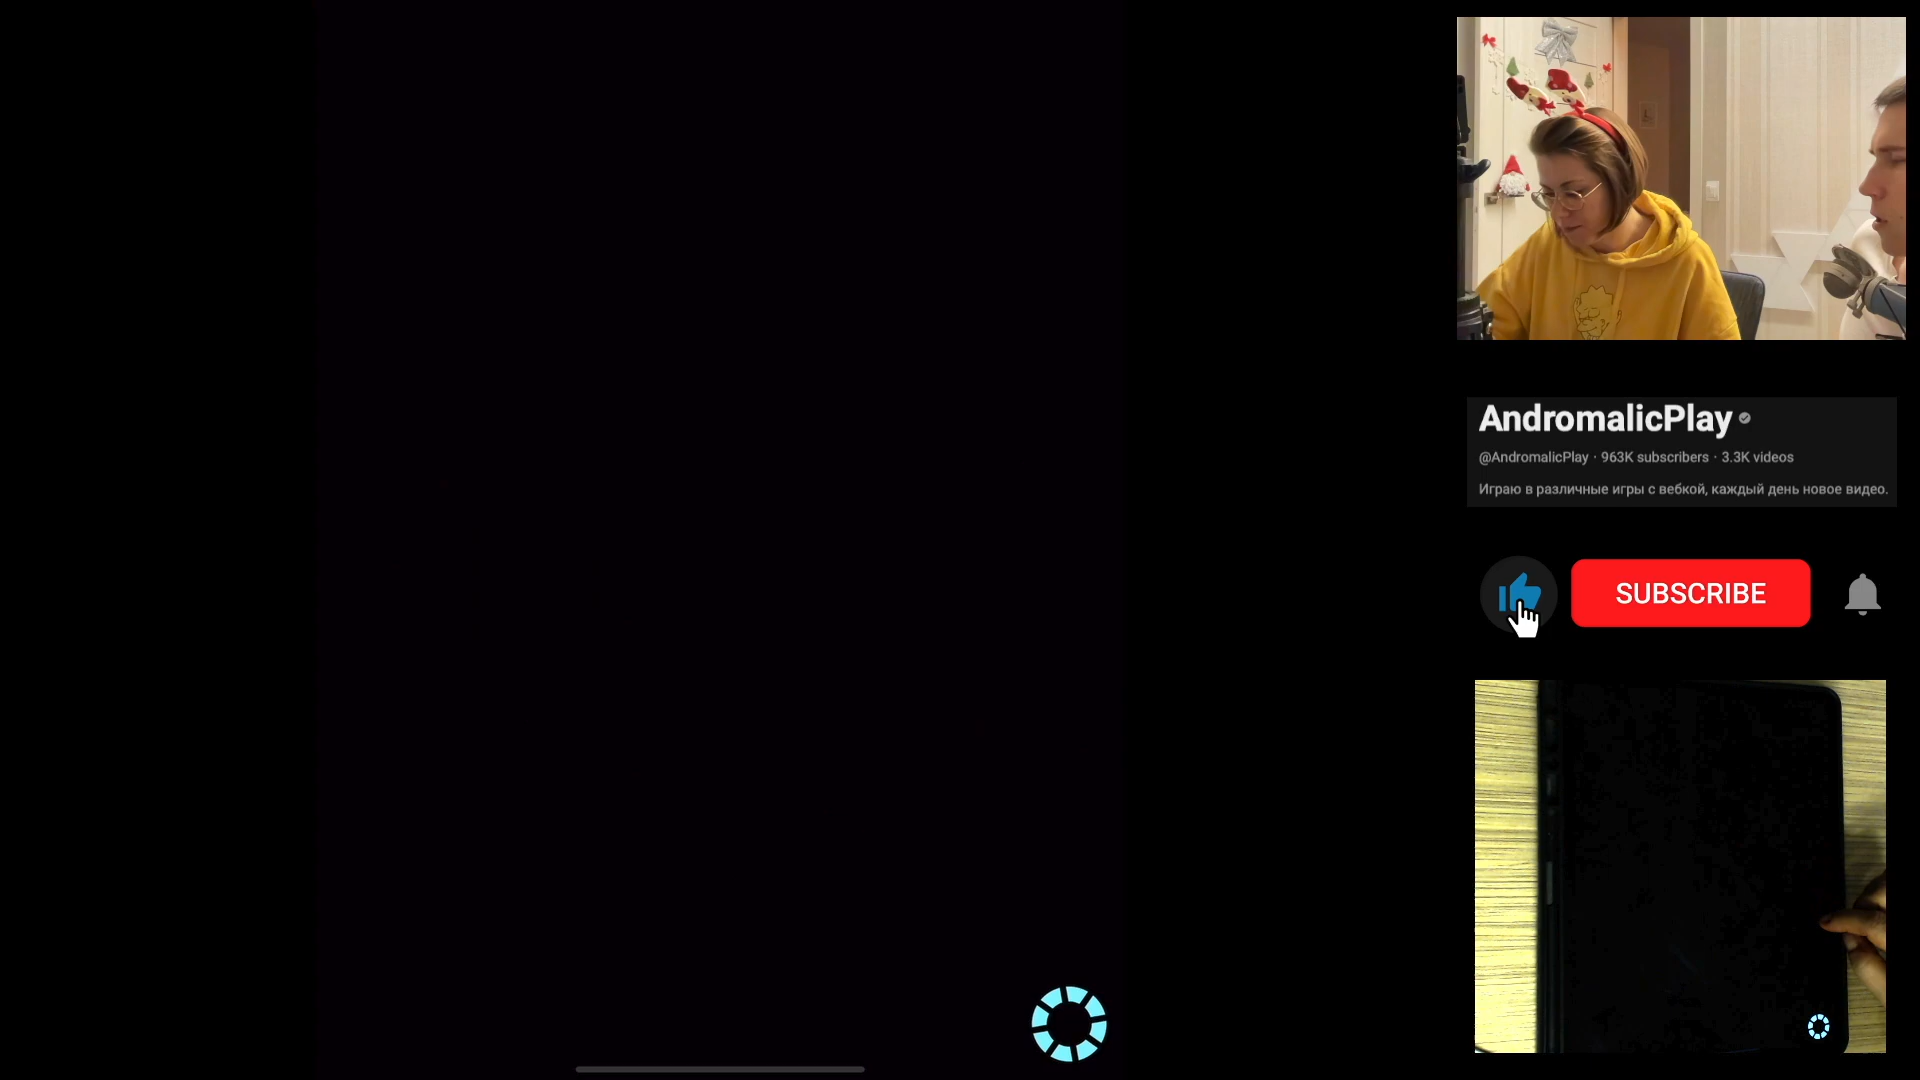 AndromalicPlay
@AndromalicPlay · 963K subscribers · 3.3K videos
Играю в различные игры с вебкой, каждый день новое видео.
SUBSCRIBE